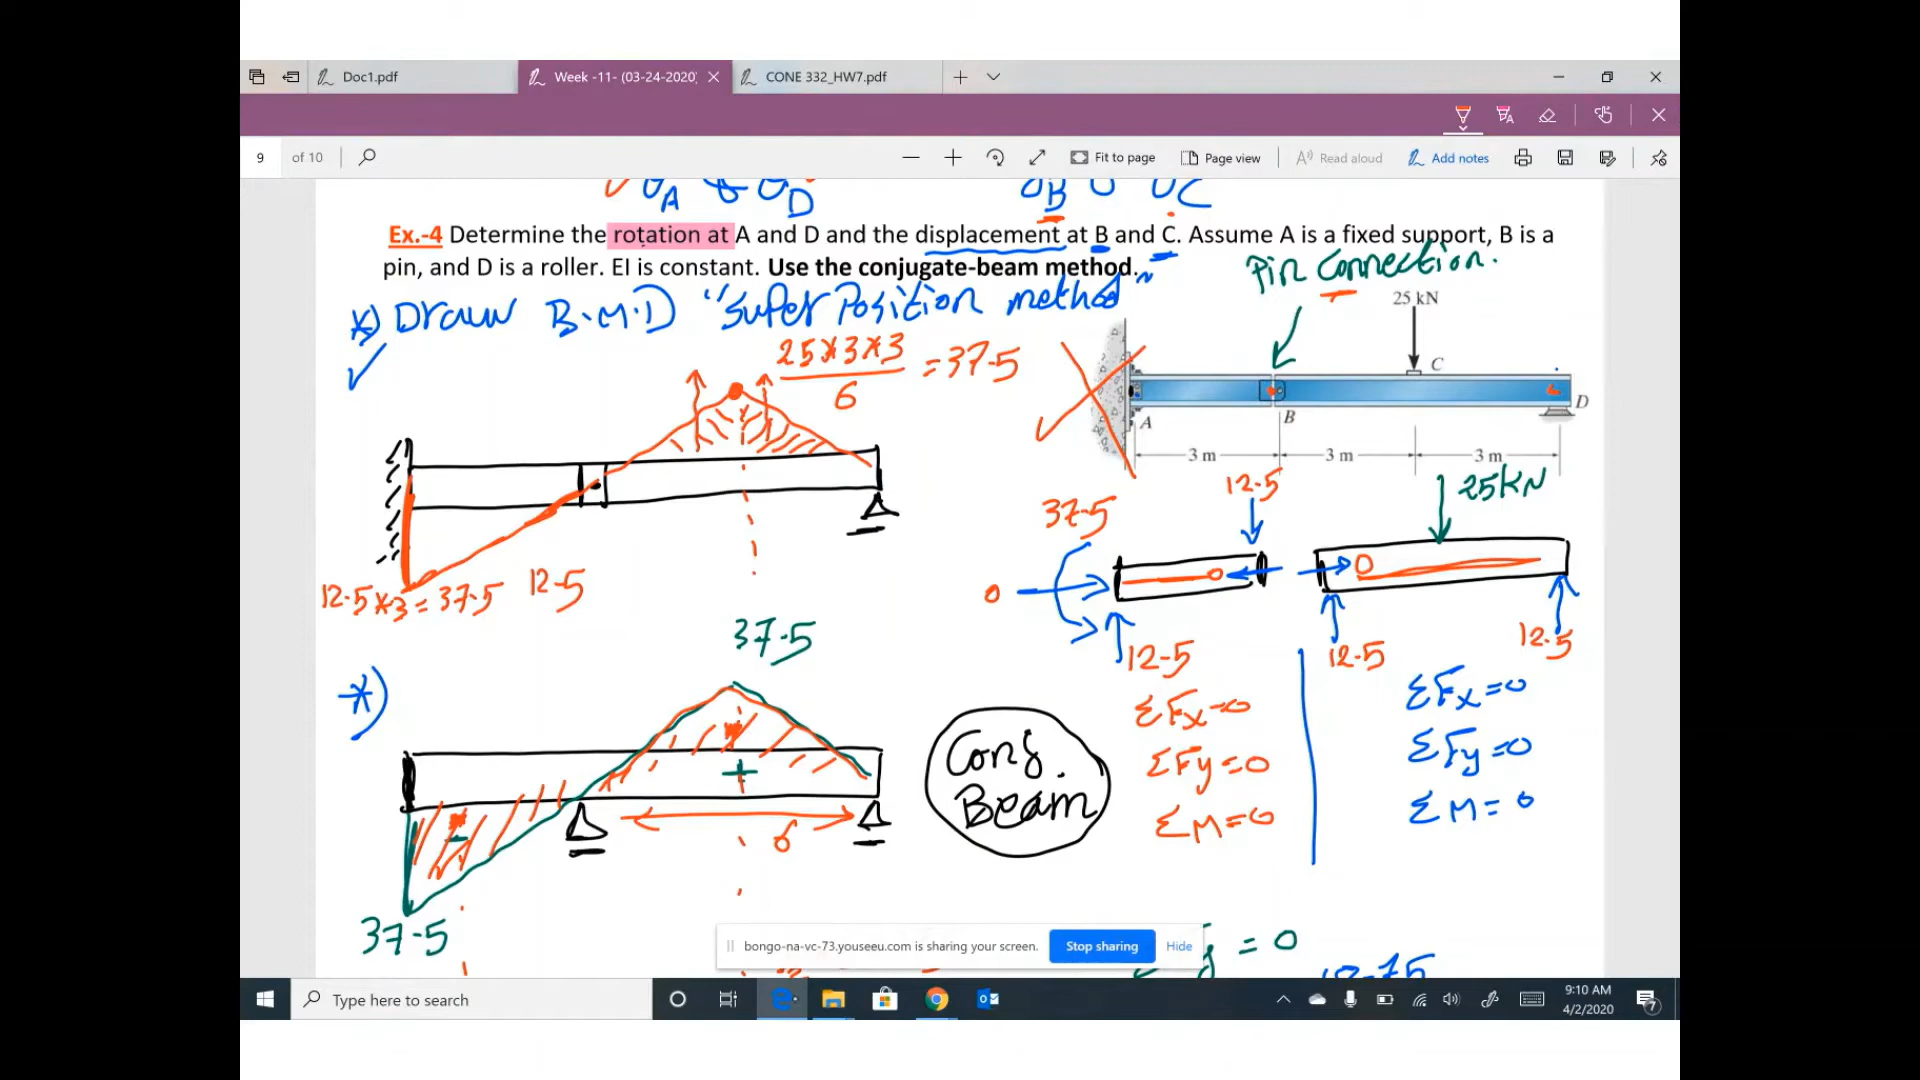 Doc1.pdf
Week -11- (03-24-2020)
CONE 332_HW7.pdf
9 of 10
Fit to page
Page view
Read aloud
Add notes
θA & θD
B
C
Ex.-4 Determine the rotation at A and D and the displacement at B and C. Assume A is a fixed support, B is a
pin, and D is a roller. EI is constant. Use the conjugate-beam method.
Pin Connection.
*) Draw B.M.D "Super Position method"
25*3*3
6
=37.5
25 kN
C
D
A
B
3 m
3 m
3 m
12.5
25KN
37.5
0
12.5*3=37.5
12.5
12.5
12.5
12.5
37.5
ΣFx=0
ΣFy=0
ΣM=0
ΣFx=0
ΣFy=0
ΣM=0
*)
+
-
6
Conj.
Beam
37.5
= 0
bongo-na-vc-73.youseeu.com is sharing your screen.
Stop sharing
Hide
Type here to search
9:10 AM
4/2/2020
7